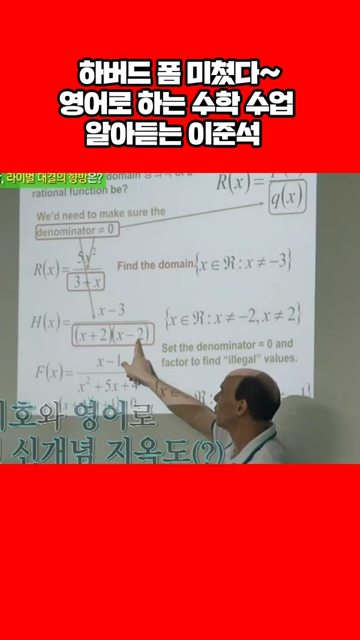 하버드 폼 미쳤다~
영어로 하는 수학 수업
알아듣는 이준석
라이벌 대결의 향방은?
domain
rational function be?
R(x)=
q(x)
We'd need to make sure the
denominator ≠ 0
R(x)= 5x² / 3+x
Find the domain. {x ∈ ℜ : x ≠ −3}
H(x)= x−3 / (x+2)(x−2)
{x ∈ ℜ : x ≠ −2, x ≠ 2}
Set the denominator = 0 and
factor to find "illegal" values.
F(x)= x−1 / x²+5x+4
호와 영어로
신개념 지옥도(?)